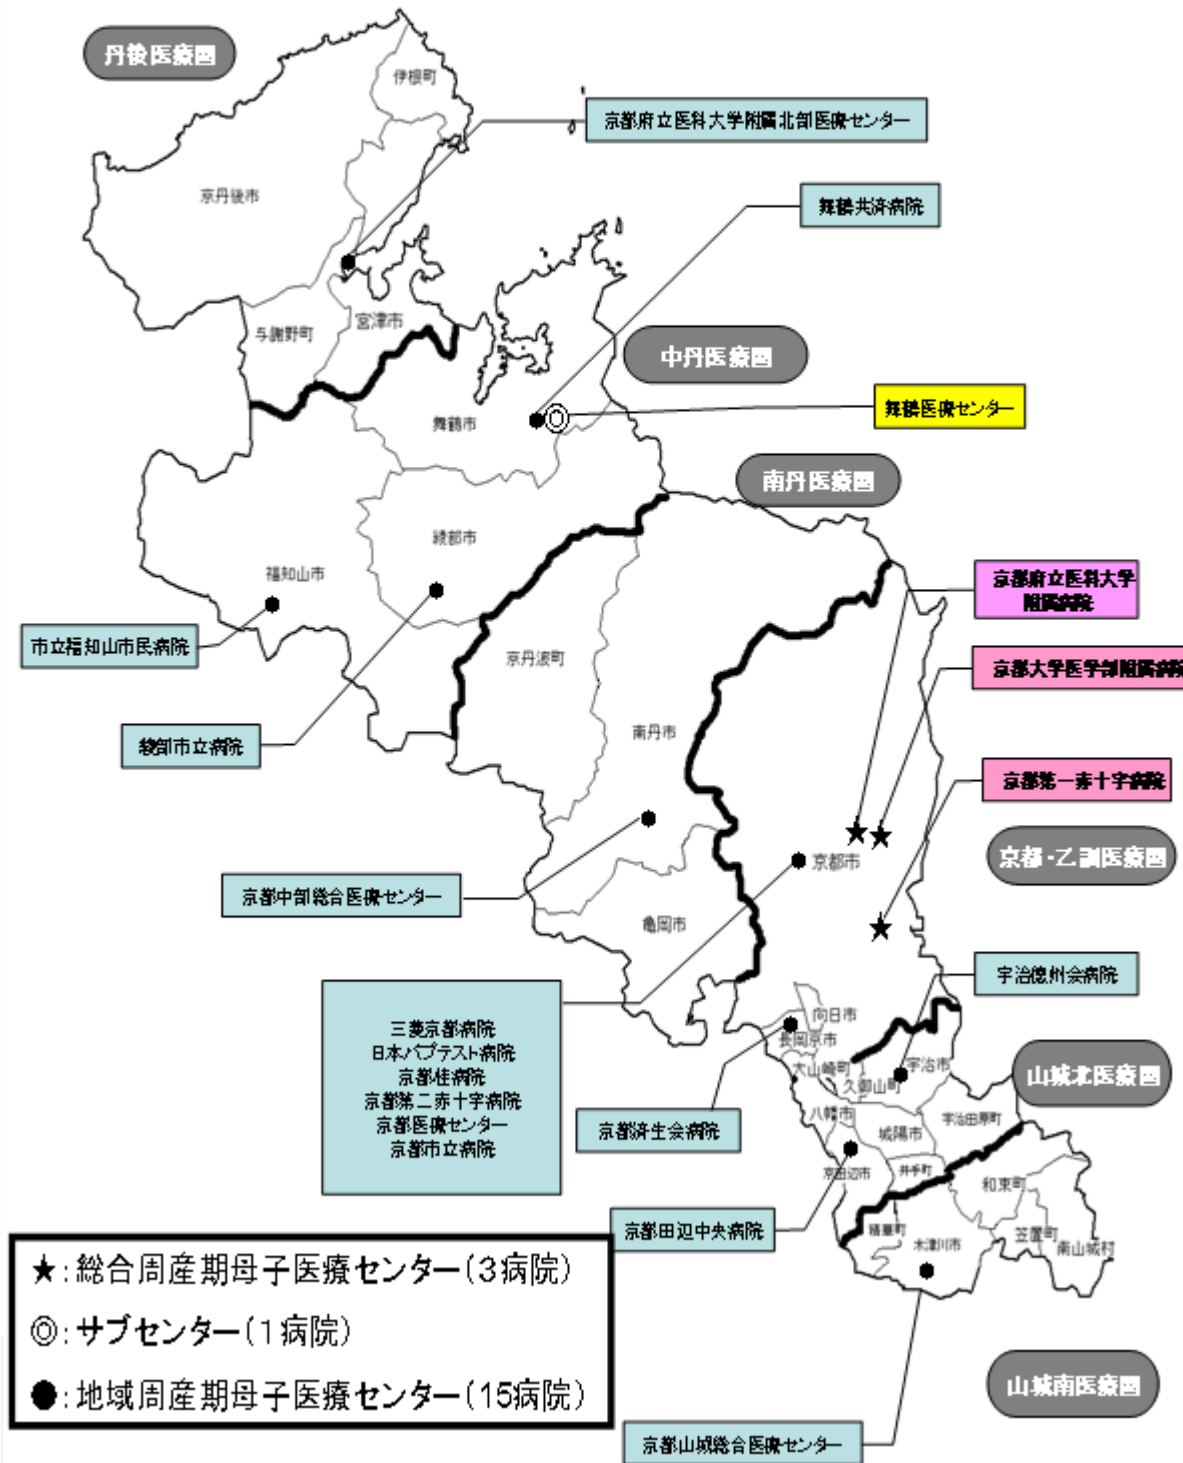 丹後医療圏
伊根町
京都府立医科大学附属北部医療センター
京丹後市
舞鶴共済病院
与謝野町
宮津市
中丹医療圏
舞鶴市
舞鶴医療センター
南丹医療圏
綾部市
福知山市
京都府立医科大学
附属病院
市立福知山市民病院
京丹波町
京都大学医学部附属病院
綾部市立病院
南丹市
京都第一赤十字病院
京都市
京都・乙訓医療圏
京都中部総合医療センター
亀岡市
宇治徳州会病院
三菱京都病院
日本バプテスト病院
京都桂病院
京都第二赤十字病院
京都医療センター
京都市立病院
向日市
長岡京市
大山崎町
久御山町
宇治市
山城北医療圏
八幡市
城陽市
宇治田原町
京都済生会病院
京田辺市
井手町
和束町
京都田辺中央病院
精華町
木津川市
笠置町
南山城村
★:総合周産期母子医療センター(3病院)
◎:サブセンター(1病院)
●:地域周産期母子医療センター(15病院)
山城南医療圏
京都山城総合医療センター